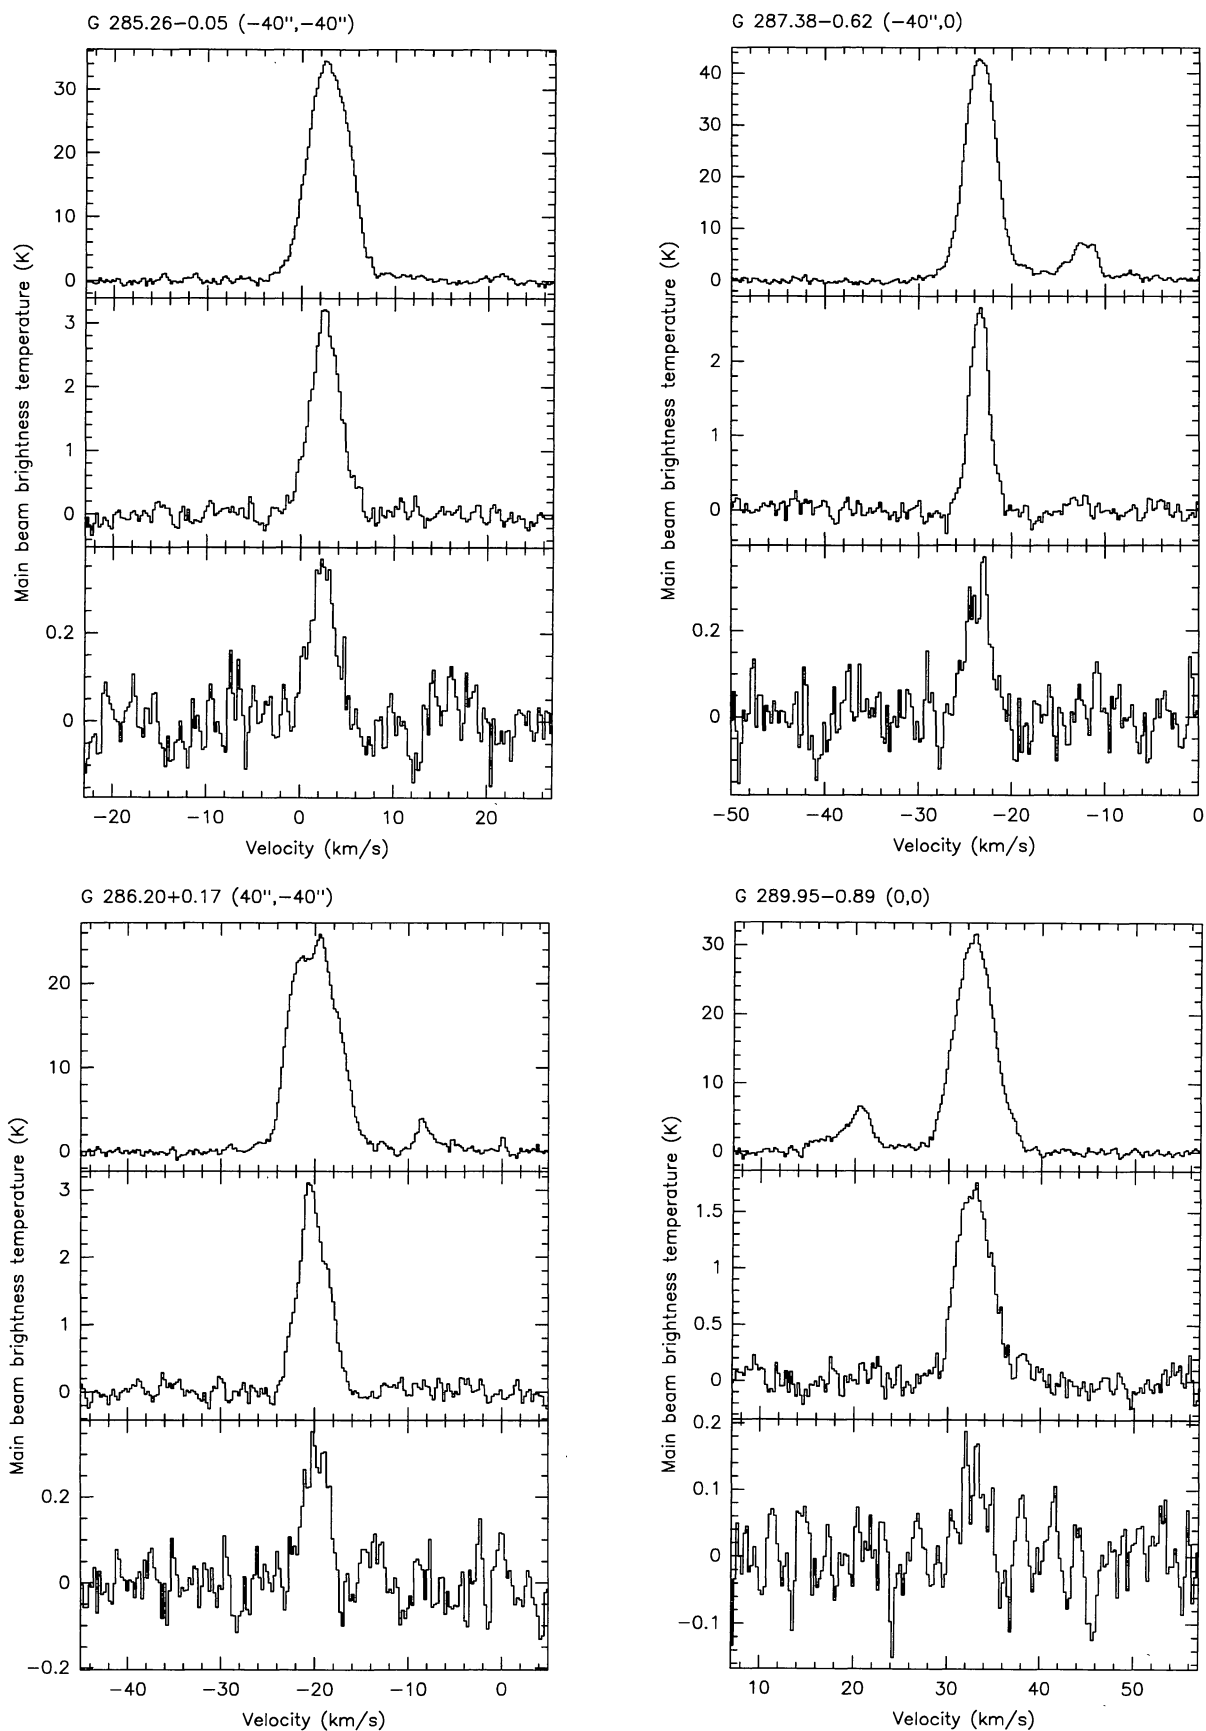 G 285.26−0.05 (−40",−40")
30
20
10
0
3
2
1
0
0.2
0
−20 −10 0 10 20
Velocity (km/s)
Main beam brightness temperature (K)
G 287.38−0.62 (−40",0)
40
30
20
10
0
2
1
0
0.2
0
−50 −40 −30 −20 −10 0
Velocity (km/s)
Main beam brightness temperature (K)
G 286.20+0.17 (40",−40")
20
10
0
3
2
1
0
0.2
0
−0.2
−40 −30 −20 −10 0
Velocity (km/s)
Main beam brightness temperature (K)
G 289.95−0.89 (0,0)
30
20
10
0
1.5
1
0.5
0
0.2
0.1
0
−0.1
10 20 30 40 50
Velocity (km/s)
Main beam brightness temperature (K)